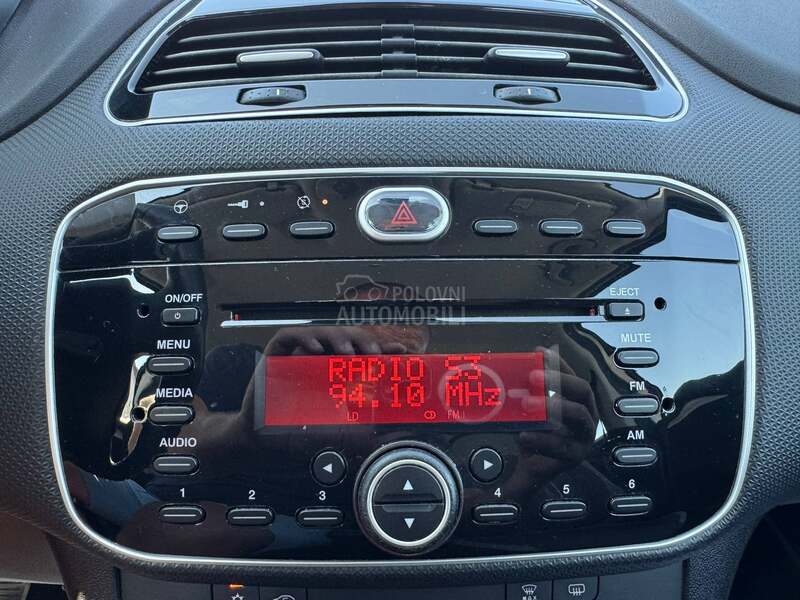 POLOVNI
AUTOMOBILI
ON/OFF
EJECT
MENU
MUTE
RADIO S3
94.10 MHz
LD FM
MEDIA
FM
AUDIO
AM
1 2 3 4 5 6
MAX